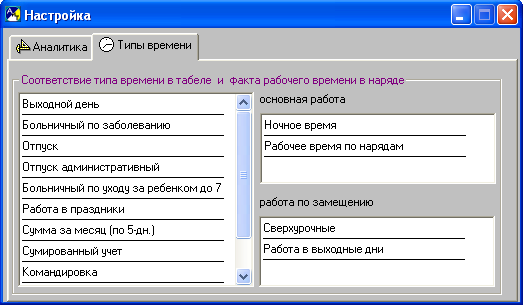 Настройка
Аналитика
Типы времени
Соответствие типа времени в табеле и Факта рабочего времени в наряде
Выходной день
Больничный по заболеванию
Отпуск
Отпуск административный
Больничный по уходу за ребенком до 7
Работа в праздники
Сумма за месяц (по 5-дн.)
Сумированный учет
Командировка
основная работа
Ночное время
Рабочее время по нарядам
работа по замещению
Сверхурочные
Работа в выходные дни